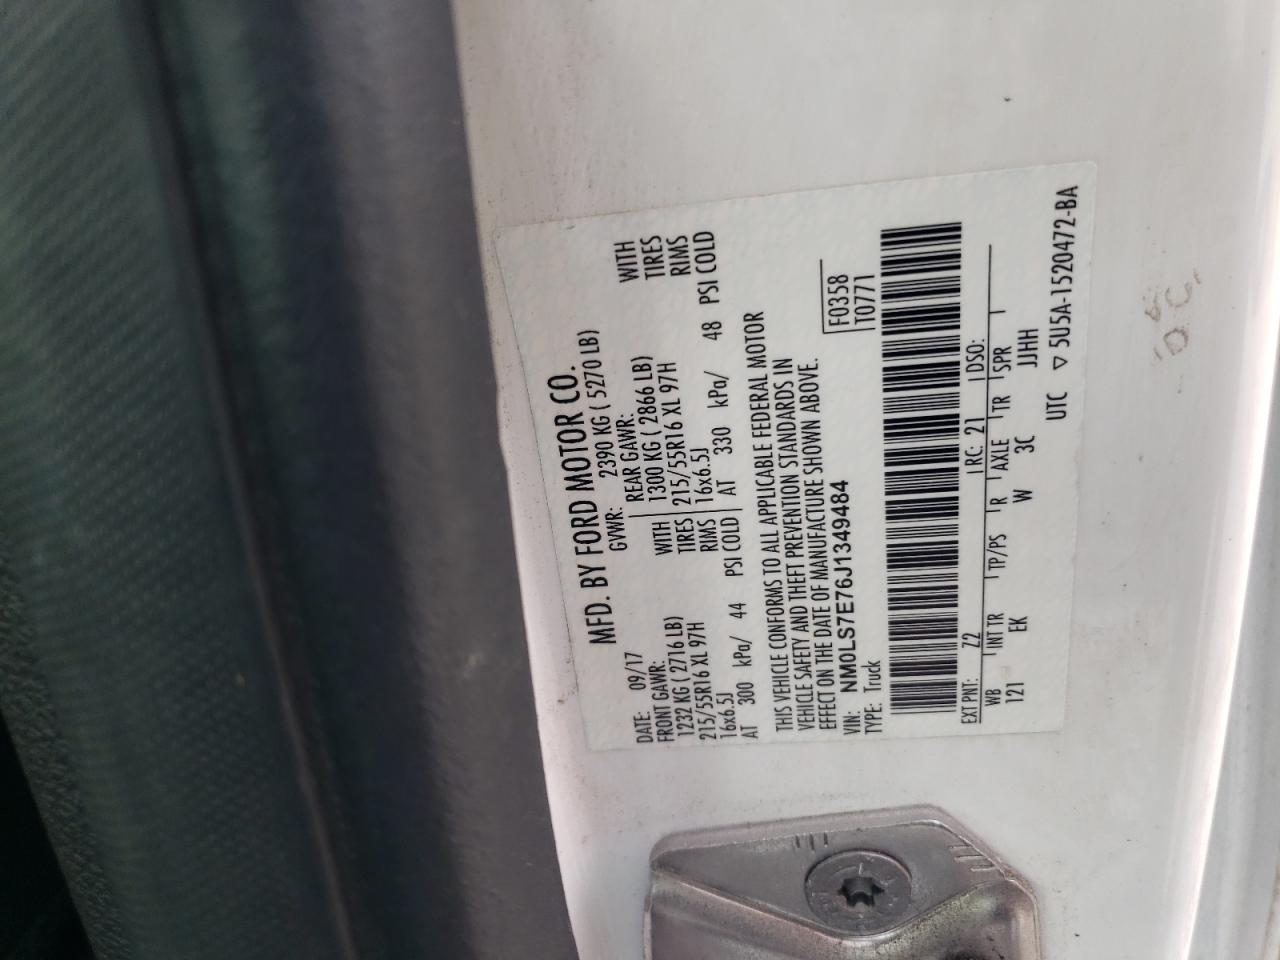 MFD. BY FORD MOTOR CO.
DATE: 09/17 GVWR: 2390 KG ( 5270 LB)
FRONT GAWR: REAR GAWR:
1232 KG ( 2716 LB) WITH 1300 KG ( 2866 LB) WITH
215/55R16 XL 97H TIRES 215/55R16 XL 97H TIRES
16x6.5J RIMS 16x6.5J RIMS
AT 300 kPa/ 44 PSI COLD AT 330 kPa/ 48 PSI COLD
THIS VEHICLE CONFORMS TO ALL APPLICABLE FEDERAL MOTOR
VEHICLE SAFETY AND THEFT PREVENTION STANDARDS IN
EFFECT ON THE DATE OF MANUFACTURE SHOWN ABOVE.
VIN: NM0LS7E76J1349484 F0358
TYPE: Truck T0771
EXT PNT: Z2 RC: 21 DSO:
WB INT TR TP/PS R AXLE TR SPR
121 EK W 3C JJHH
UTC ▽ 5U5A-1520472-BA